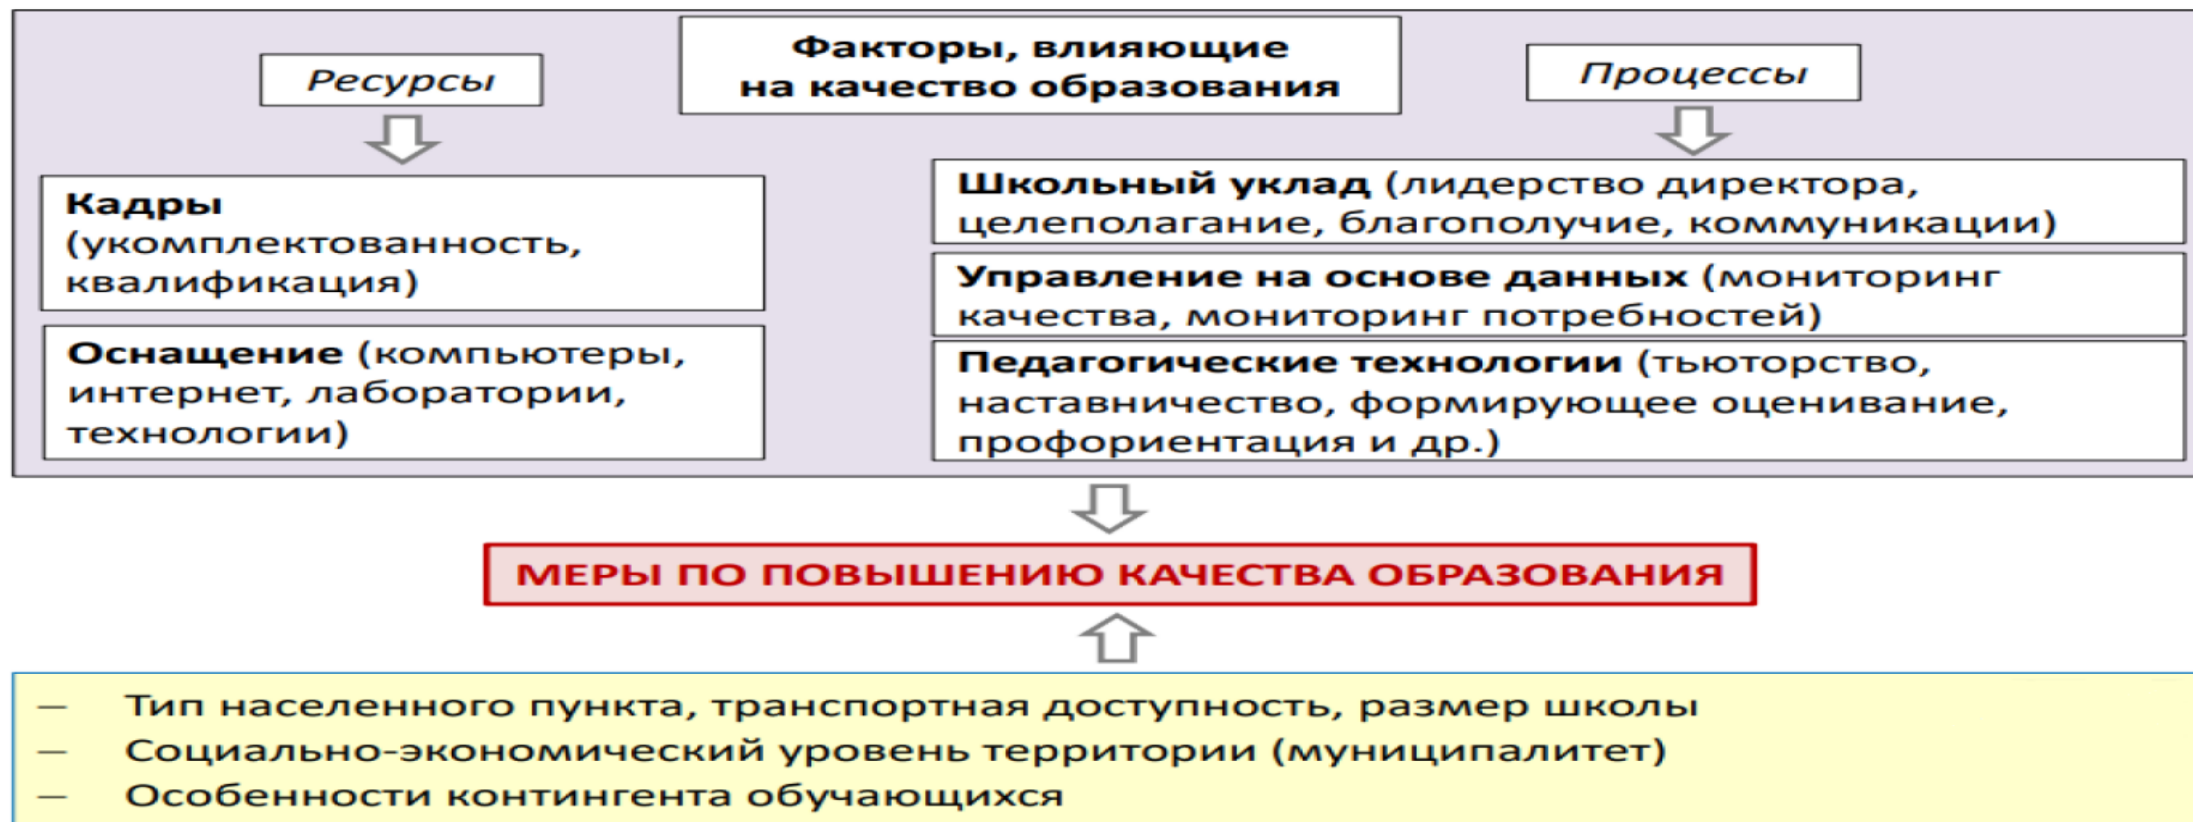 Факторы, влияющие
на качество образования
Ресурсы
Процессы
Кадры
(укомплектованность,
квалификация)
Оснащение (компьютеры,
интернет, лаборатории,
технологии)
Школьный уклад (лидерство директора,
целеполагание, благополучие, коммуникации)
Управление на основе данных (мониторинг
качества, мониторинг потребностей)
Педагогические технологии (тьюторство,
наставничество, формирующее оценивание,
профориентация и др.)
МЕРЫ ПО ПОВЫШЕНИЮ КАЧЕСТВА ОБРАЗОВАНИЯ
– Тип населенного пункта, транспортная доступность, размер школы
– Социально-экономический уровень территории (муниципалитет)
– Особенности контингента обучающихся